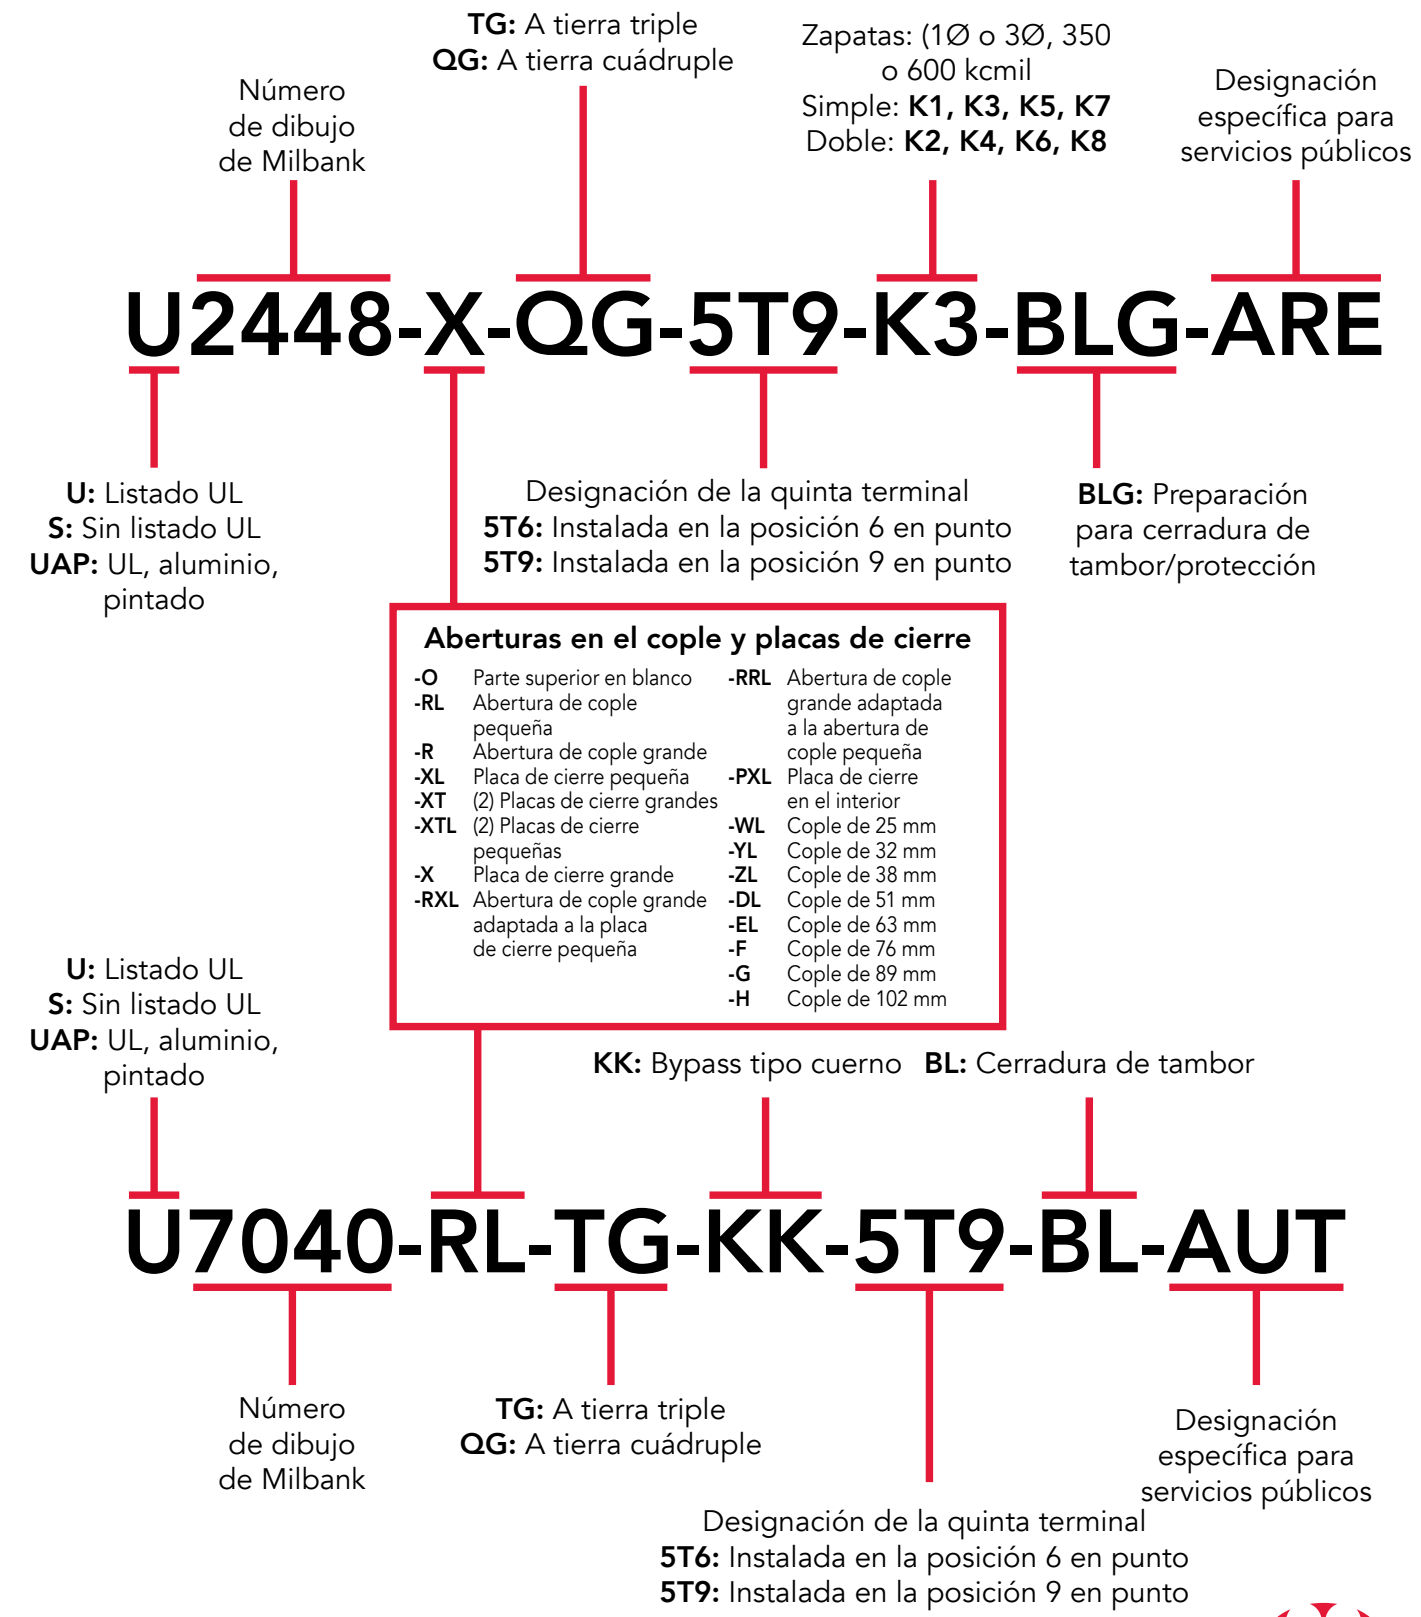 TG: A tierra triple
QG: A tierra cuádruple
Zapatas: (1Ø o 3Ø, 350
o 600 kcmil
Simple: K1, K3, K5, K7
Doble: K2, K4, K6, K8
Número
de dibujo
de Milbank
Designación
específica para
servicios públicos
U2448-X-QG-5T9-K3-BLG-ARE
U: Listado UL
S: Sin listado UL
UAP: UL, aluminio,
pintado
Designación de la quinta terminal
5T6: Instalada en la posición 6 en punto
5T9: Instalada en la posición 9 en punto
BLG: Preparación
para cerradura de
tambor/protección
Aberturas en el cople y placas de cierre
-O Parte superior en blanco
-RL Abertura de cople
pequeña
-R Abertura de cople grande
-XL Placa de cierre pequeña
-XT (2) Placas de cierre grandes
-XTL (2) Placas de cierre
pequeñas
-X Placa de cierre grande
-RXL Abertura de cople grande
adaptada a la placa
de cierre pequeña
-RRL Abertura de cople
grande adaptada
a la abertura de
cople pequeña
-PXL Placa de cierre
en el interior
-WL Cople de 25 mm
-YL Cople de 32 mm
-ZL Cople de 38 mm
-DL Cople de 51 mm
-EL Cople de 63 mm
-F Cople de 76 mm
-G Cople de 89 mm
-H Cople de 102 mm
U: Listado UL
S: Sin listado UL
UAP: UL, aluminio,
pintado
KK: Bypass tipo cuerno
BL: Cerradura de tambor
U7040-RL-TG-KK-5T9-BL-AUT
Número
de dibujo
de Milbank
TG: A tierra triple
QG: A tierra cuádruple
Designación
específica para
servicios públicos
Designación de la quinta terminal
5T6: Instalada en la posición 6 en punto
5T9: Instalada en la posición 9 en punto